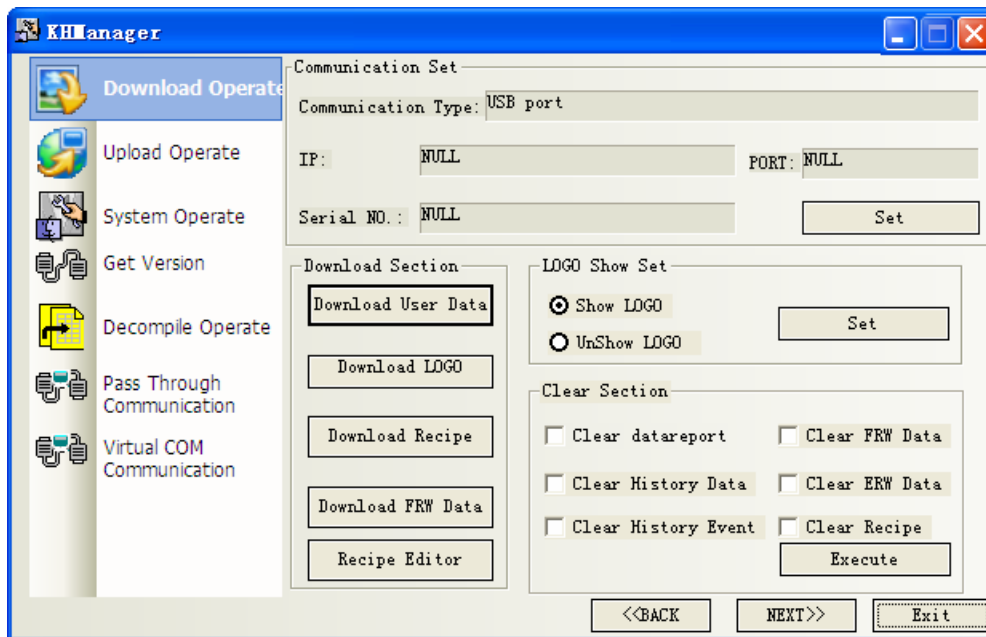 KHManager
Download Operate
Upload Operate
System Operate
Get Version
Decompile Operate
Pass Through
Communication
Virtual COM
Communication
Communication Set
Communication Type: USB port
IP: NULL PORT: NULL
Serial NO.: NULL Set
Download Section
Download User Data
Download LOGO
Download Recipe
Download FRW Data
Recipe Editor
LOGO Show Set
Show LOGO
UnShow LOGO
Set
Clear Section
Clear datareport Clear FRW Data
Clear History Data Clear ERW Data
Clear History Event Clear Recipe
Execute
<<BACK NEXT>> Exit